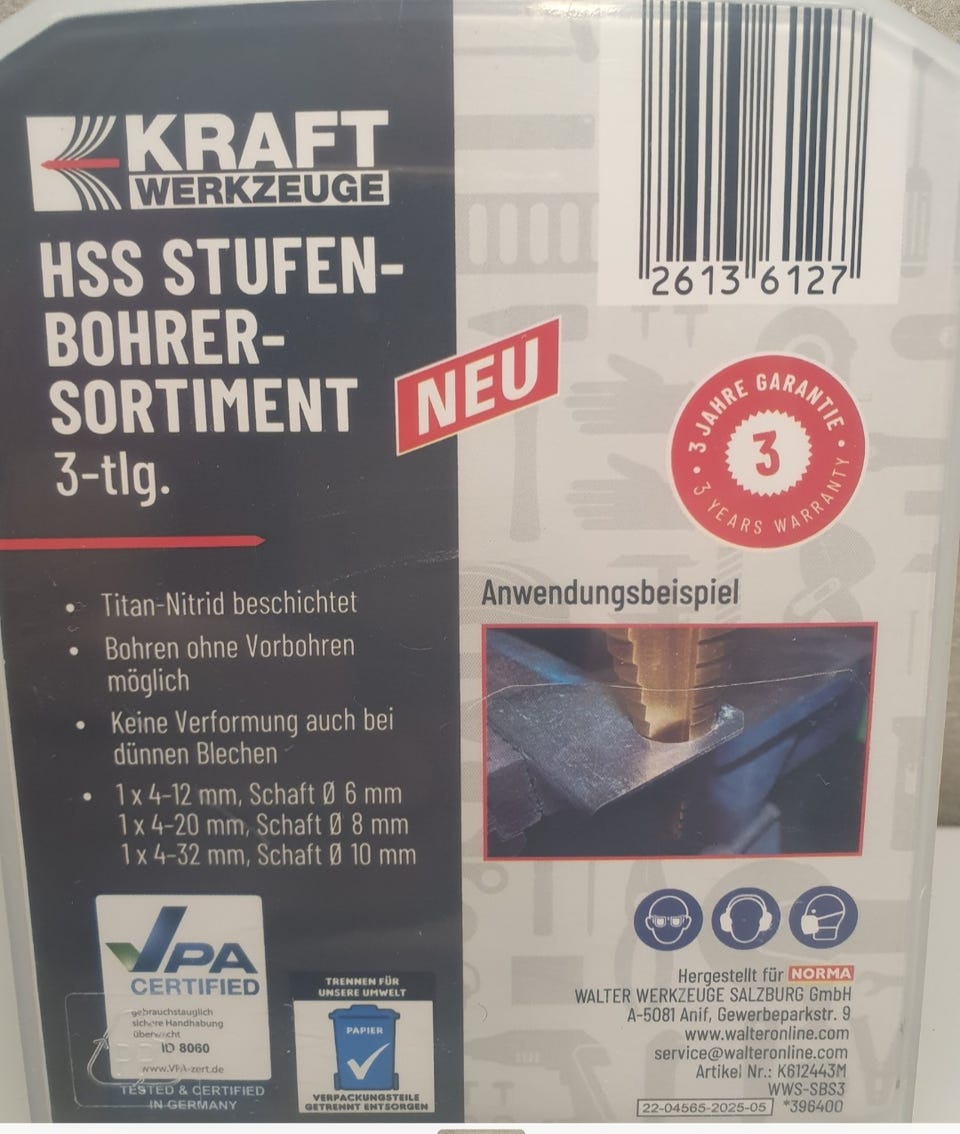 KRAFT
WERKZEUGE
HSS STUFEN-
BOHRER-
SORTIMENT
3-tlg.
NEU
• Titan-Nitrid beschichtet
• Bohren ohne Vorbohren
möglich
• Keine Verformung auch bei
dünnen Blechen
• 1 x 4-12 mm, Schaft Ø 6 mm
1 x 4-20 mm, Schaft Ø 8 mm
1 x 4-32 mm, Schaft Ø 10 mm
VPA
CERTIFIED
gebrauchstauglich
sichere Handhabung
überwacht
ID 8060
www.VPA-zert.de
TESTED & CERTIFIED
IN GERMANY
TRENNEN FÜR
UNSERE UMWELT
PAPIER
VERPACKUNGSTEILE
GETRENNT ENTSORGEN
2613 6127
3 JAHRE GARANTIE
3
3 YEARS WARRANTY
Anwendungsbeispiel
Hergestellt für NORMA
WALTER WERKZEUGE SALZBURG GmbH
A-5081 Anif, Gewerbeparkstr. 9
www.walteronline.com
service@walteronline.com
Artikel Nr.: K612443M
WWS-SBS3
22-04565-2025-05 *396400